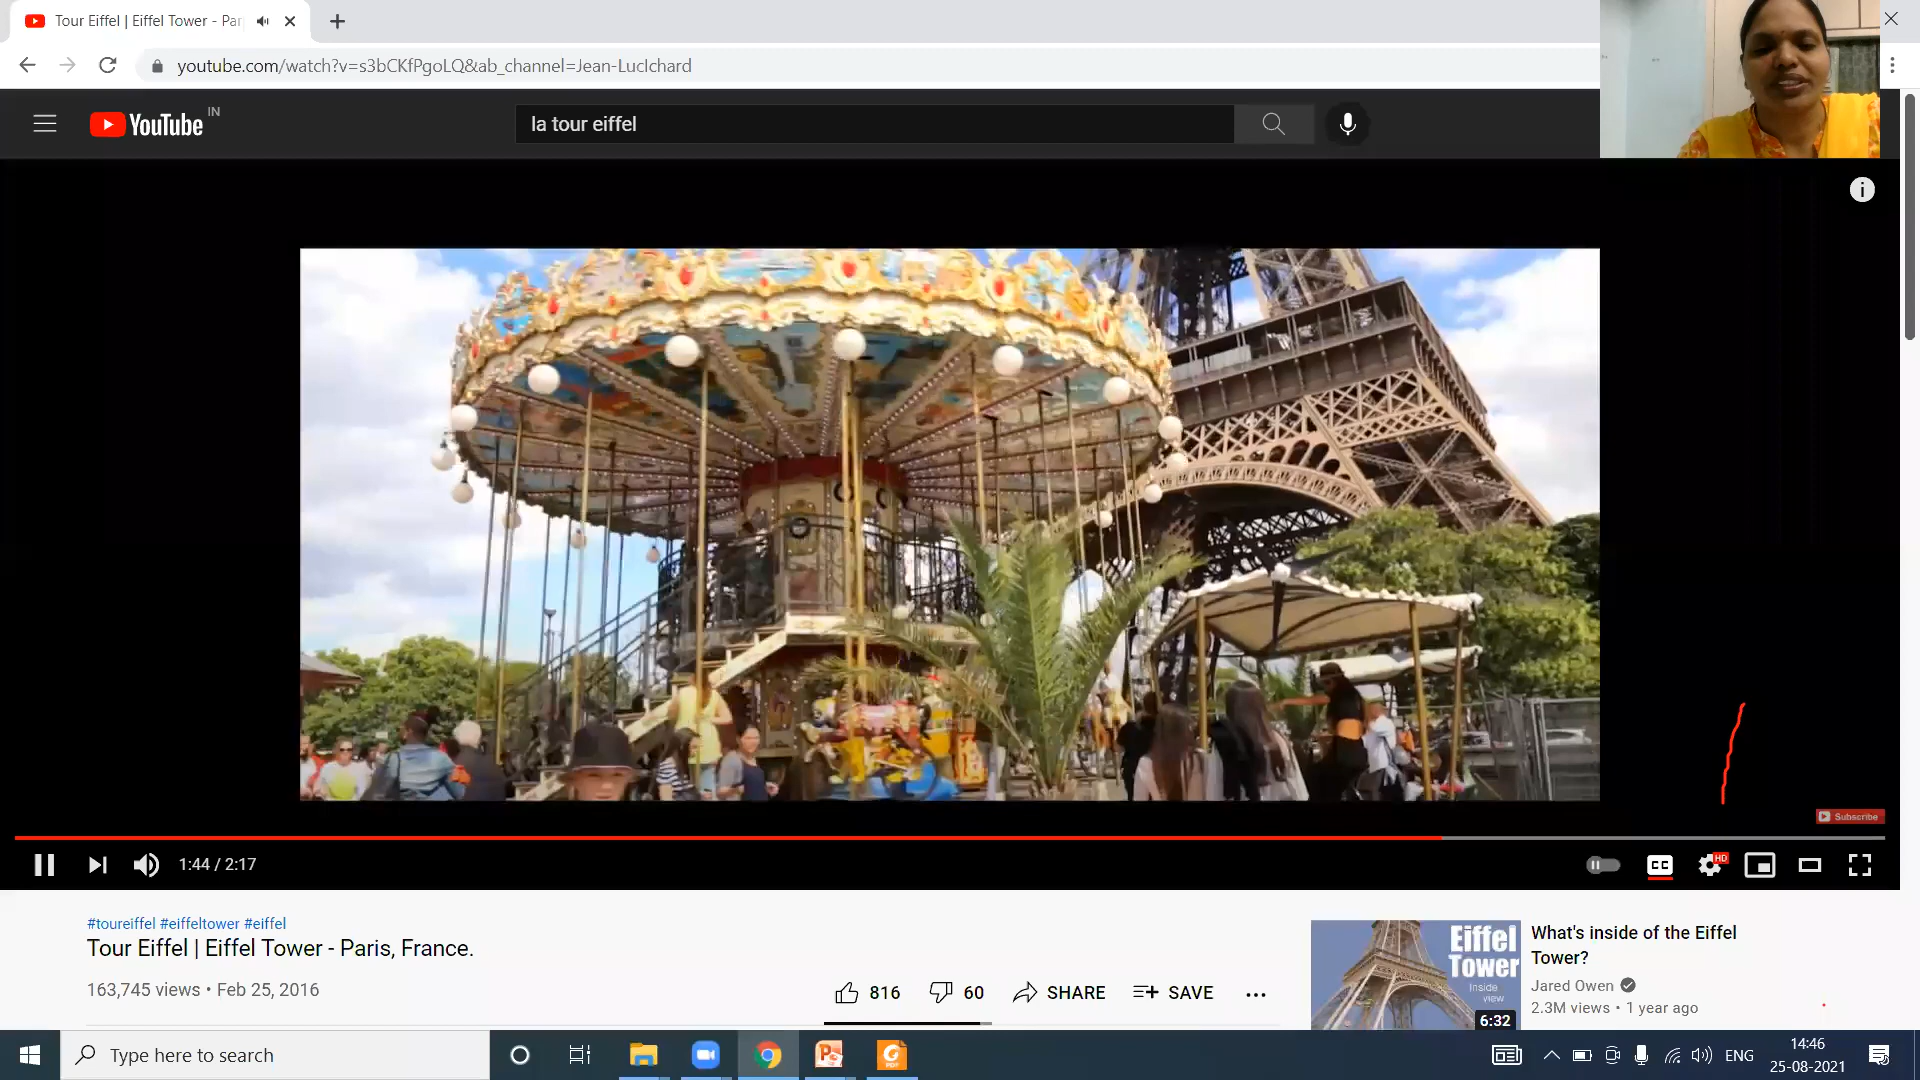 Tour Eiffel | Eiffel Tower - Par
youtube.com/watch?v=s3bCKfPgoLQ&ab_channel=Jean-LucIchard
YouTube IN
la tour eiffel
i
Subscribe
1:44 / 2:17
CC
HD
#toureiffel #eiffeltower #eiffel
Tour Eiffel | Eiffel Tower - Paris, France.
163,745 views • Feb 25, 2016
816
60
SHARE
SAVE
Eiffel
Tower
Inside
view
6:32
What's inside of the Eiffel
Tower?
Jared Owen
2.3M views • 1 year ago
Type here to search
ENG
14:46
25-08-2021